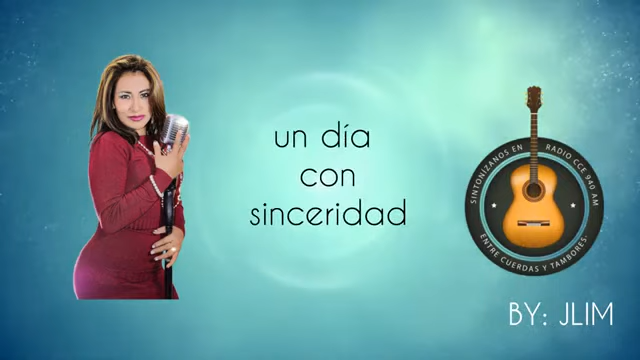 un día
con
sinceridad
SINTONÍZANOS EN RADIO CCE 940 AM
ENTRE CUERDAS Y TAMBORES.
BY: JLIM